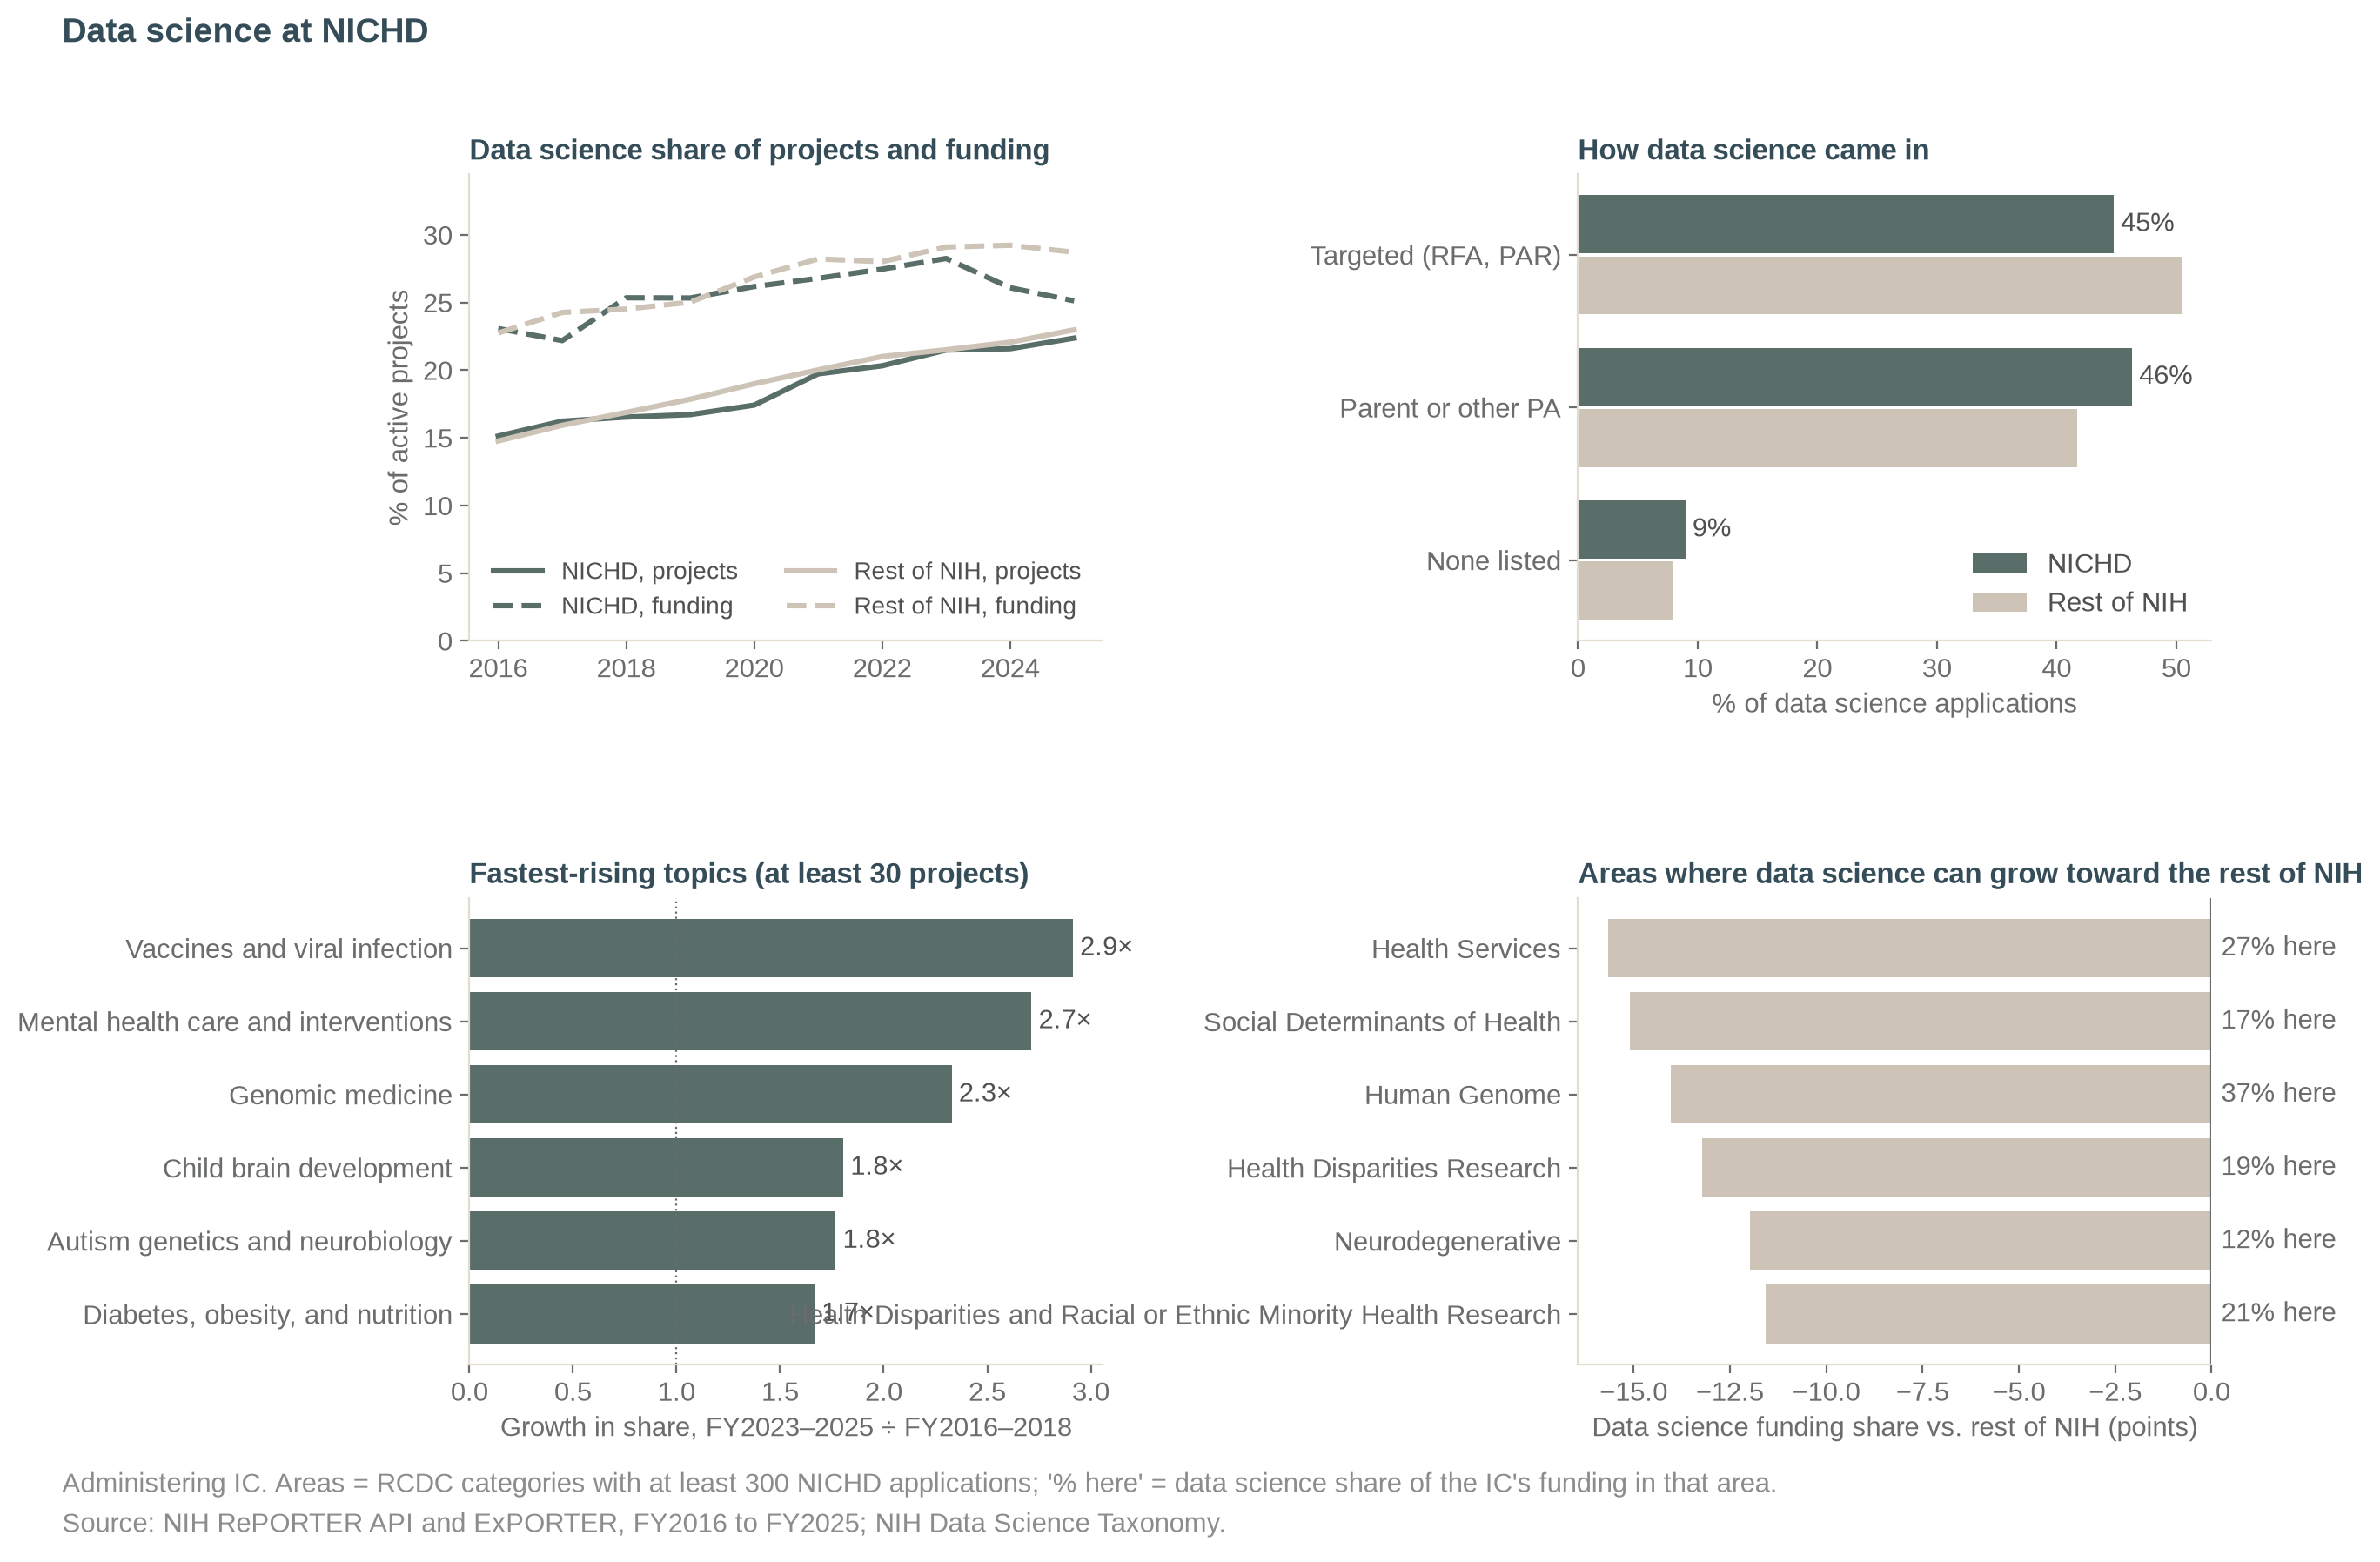 Data science at NICHD
Data science share of projects and funding
% of active projects
30
25
20
15
10
5
0
2016 2018 2020 2022 2024
NICHD, projects
NICHD, funding
Rest of NIH, projects
Rest of NIH, funding
How data science came in
Targeted (RFA, PAR)
45%
Parent or other PA
46%
None listed
9%
NICHD
Rest of NIH
0 10 20 30 40 50
% of data science applications
Fastest-rising topics (at least 30 projects)
Vaccines and viral infection
2.9×
Mental health care and interventions
2.7×
Genomic medicine
2.3×
Child brain development
1.8×
Autism genetics and neurobiology
1.8×
Diabetes, obesity, and nutrition
1.7×
0.0 0.5 1.0 1.5 2.0 2.5 3.0
Growth in share, FY2023–2025 ÷ FY2016–2018
Areas where data science can grow toward the rest of NIH
Health Services
27% here
Social Determinants of Health
17% here
Human Genome
37% here
Health Disparities Research
19% here
Neurodegenerative
12% here
Health Disparities and Racial or Ethnic Minority Health Research
21% here
−15.0 −12.5 −10.0 −7.5 −5.0 −2.5 0.0
Data science funding share vs. rest of NIH (points)
Administering IC. Areas = RCDC categories with at least 300 NICHD applications; '% here' = data science share of the IC's funding in that area.
Source: NIH RePORTER API and ExPORTER, FY2016 to FY2025; NIH Data Science Taxonomy.